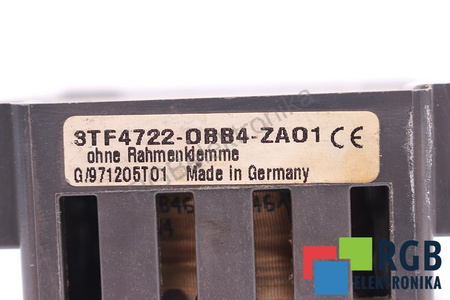 3TF4722-0BB4-ZA01 CE
ohne Rahmenklemme
G/971205T01 Made in Germany
RGB
ELEKTRONIKA